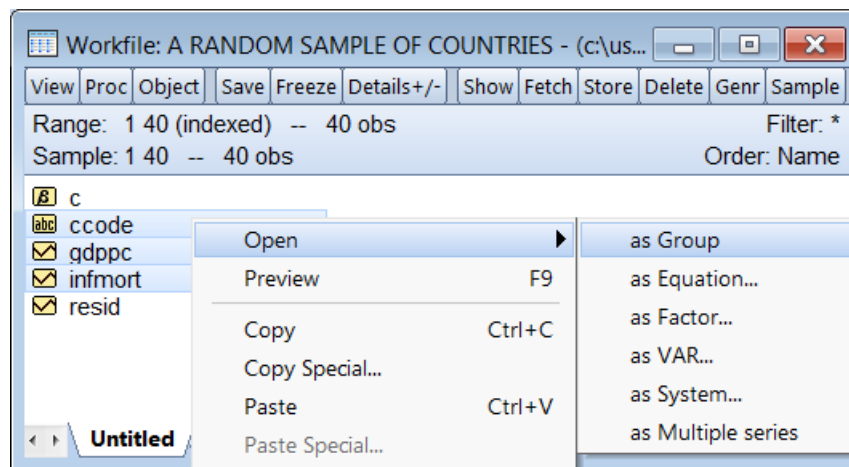 Workfile: A RANDOM SAMPLE OF COUNTRIES - (c:\us...
View Proc Object Save Freeze Details+/- Show Fetch Store Delete Genr Sample
Range: 1 40 (indexed) -- 40 obs Filter: *
Sample: 1 40 -- 40 obs Order: Name
β c
abc ccode
gdppc
infmort
resid
Open
Preview F9
Copy Ctrl+C
Copy Special...
Paste Ctrl+V
Paste Special...
as Group
as Equation...
as Factor...
as VAR...
as System...
as Multiple series
Untitled